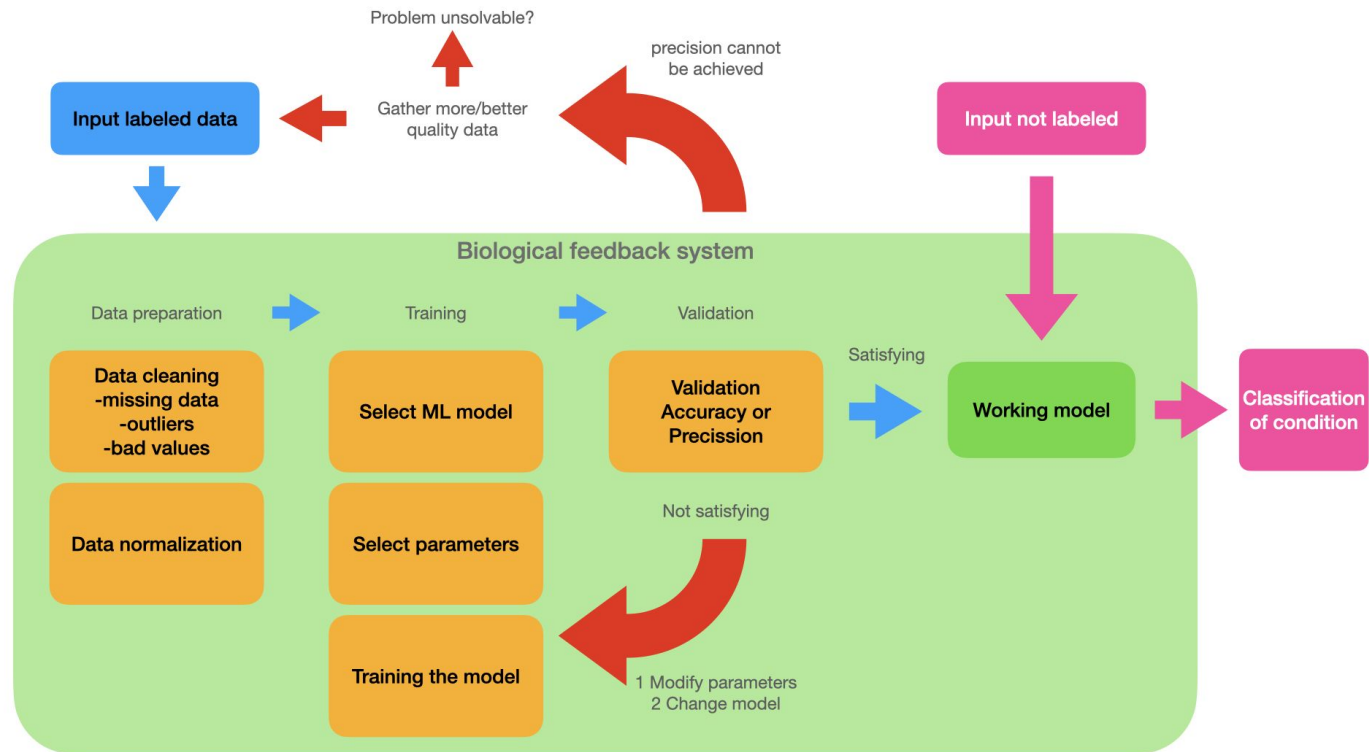 Problem unsolvable?
precision cannot
be achieved
Input labeled data
Gather more/better
quality data
Input not labeled
Biological feedback system
Data preparation
Training
Validation
Data cleaning
-missing data
-outliers
-bad values
Select ML model
Validation
Accuracy or
Precission
Satisfying
Working model
Classification
of condition
Data normalization
Select parameters
Not satisfying
Training the model
1 Modify parameters
2 Change model